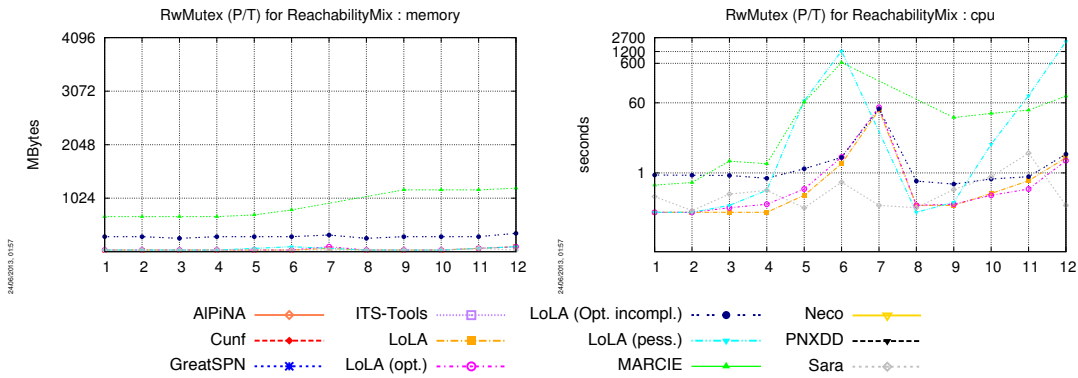 RwMutex (P/T) for ReachabilityMix : memory
4096
3072
2048
1024
MBytes
1 2 3 4 5 6 7 8 9 10 11 12
24/06/2013, 01:57
RwMutex (P/T) for ReachabilityMix : cpu
2700
1200
600
60
1
seconds
1 2 3 4 5 6 7 8 9 10 11 12
24/06/2013, 01:57
AlPiNA ITS-Tools LoLA (Opt. incompl.) Neco
Cunf LoLA LoLA (pess.) PNXDD
GreatSPN LoLA (opt.) MARCIE Sara